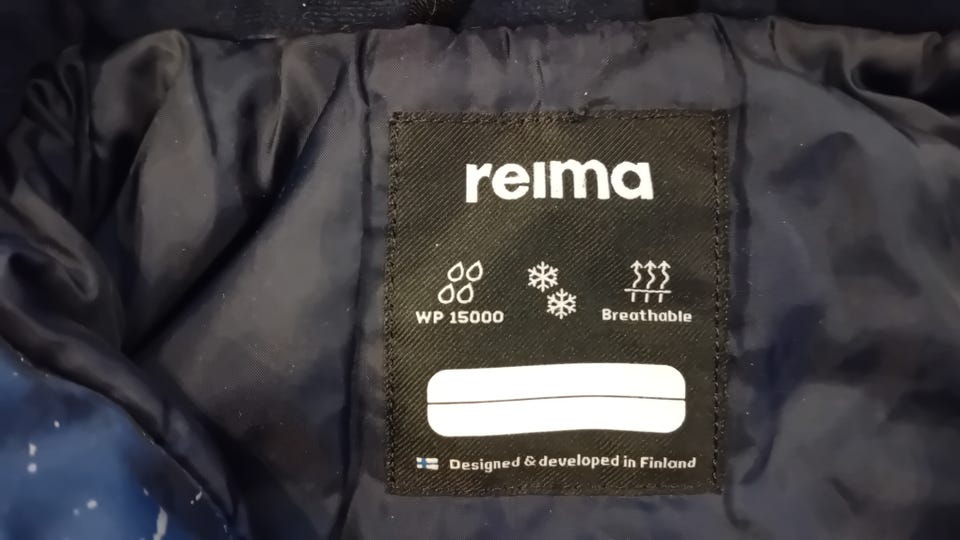 reima
WP 15000
Breathable
Designed & developed in Finland